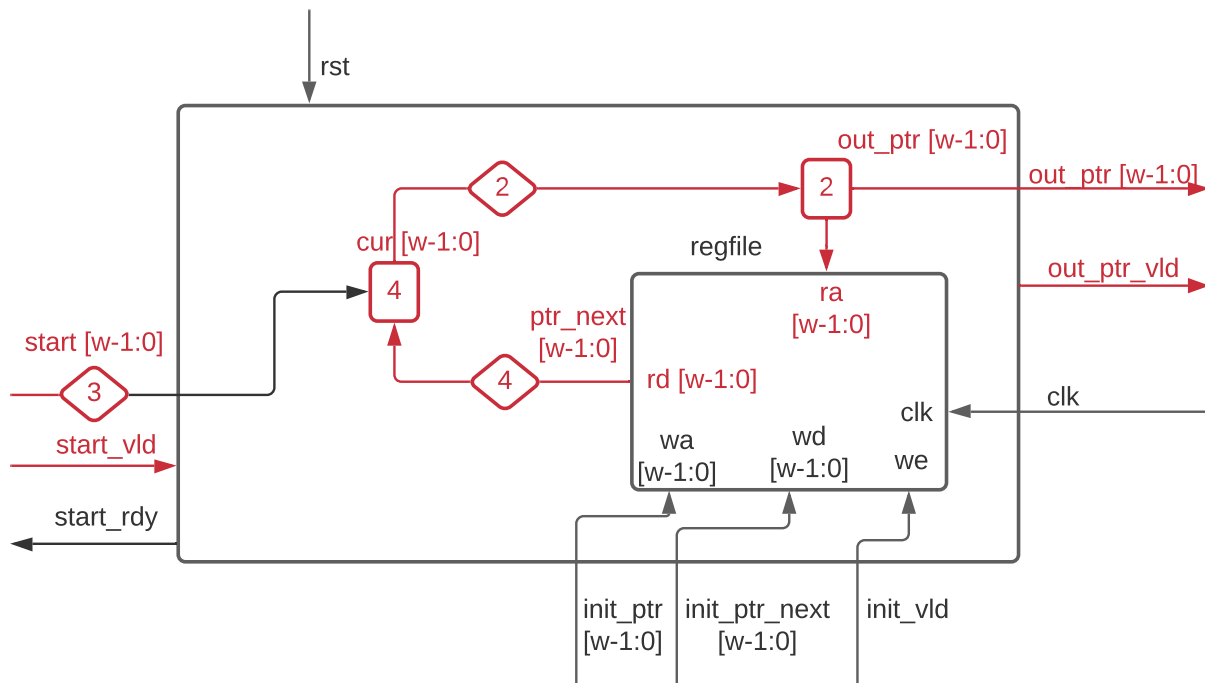 rst
out_ptr [w-1:0]
2
2
out_ptr [w-1:0]
cur [w-1:0]
regfile
out_ptr_vld
4
ra
[w-1:0]
ptr_next
[w-1:0]
start [w-1:0]
3
4
rd [w-1:0]
clk
clk
start_vld
wa
[w-1:0]
wd
[w-1:0]
we
start_rdy
init_ptr
[w-1:0]
init_ptr_next
[w-1:0]
init_vld